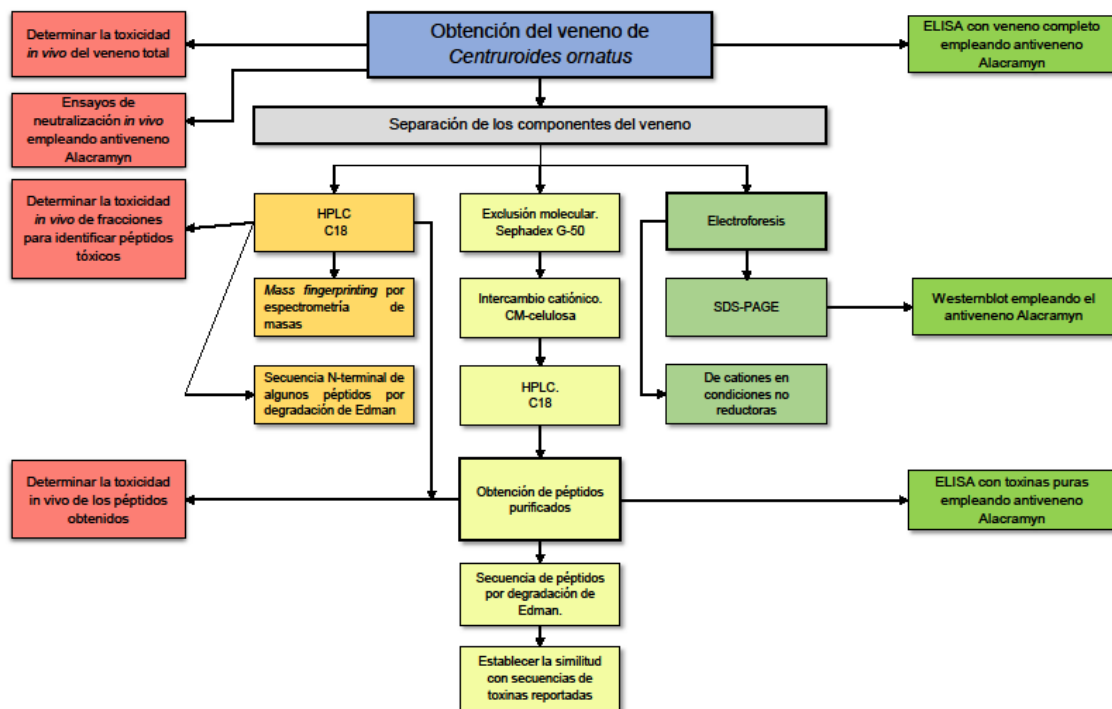 Determinar la toxicidad
in vivo del veneno total
Obtención del veneno de
Centruroides ornatus
ELISA con veneno completo
empleando antiveneno
Alacramyn
Ensayos de
neutralización in vivo
empleando antiveneno
Alacramyn
Separación de los componentes del veneno
Determinar la toxicidad
in vivo de fracciones
para identificar péptidos
tóxicos
HPLC
C18
Exclusión molecular.
Sephadex G-50
Electroforesis
Mass fingerprinting por
espectrometría de
masas
Intercambio catiónico.
CM-celulosa
SDS-PAGE
Westernblot empleando el
antiveneno Alacramyn
Secuencia N-terminal de
algunos péptidos por
degradación de Edman
HPLC.
C18
De cationes en
condiciones no
reductoras
Determinar la toxicidad
in vivo de los péptidos
obtenidos
Obtención de péptidos
purificados
ELISA con toxinas puras
empleando antiveneno
Alacramyn
Secuencia de péptidos
por degradación de
Edman.
Establecer la similitud
con secuencias de
toxinas reportadas